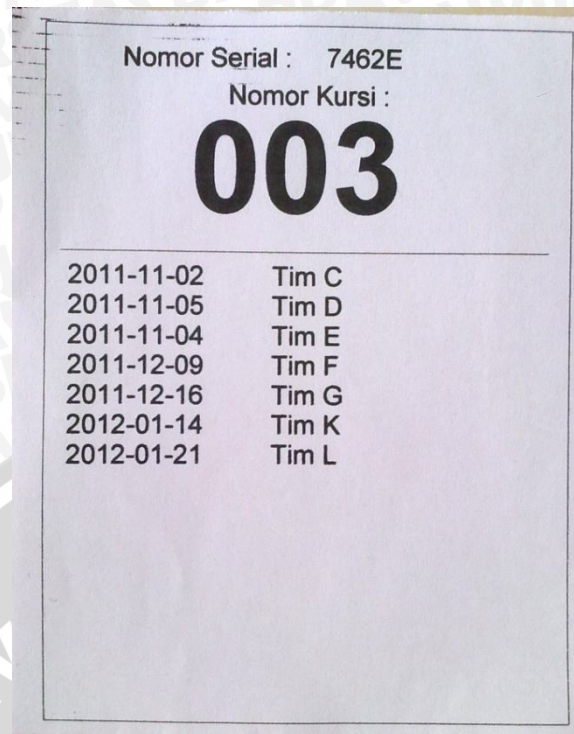 Nomor Serial : 7462E
Nomor Kursi :
003
2011-11-02 Tim C
2011-11-05 Tim D
2011-11-04 Tim E
2011-12-09 Tim F
2011-12-16 Tim G
2012-01-14 Tim K
2012-01-21 Tim L